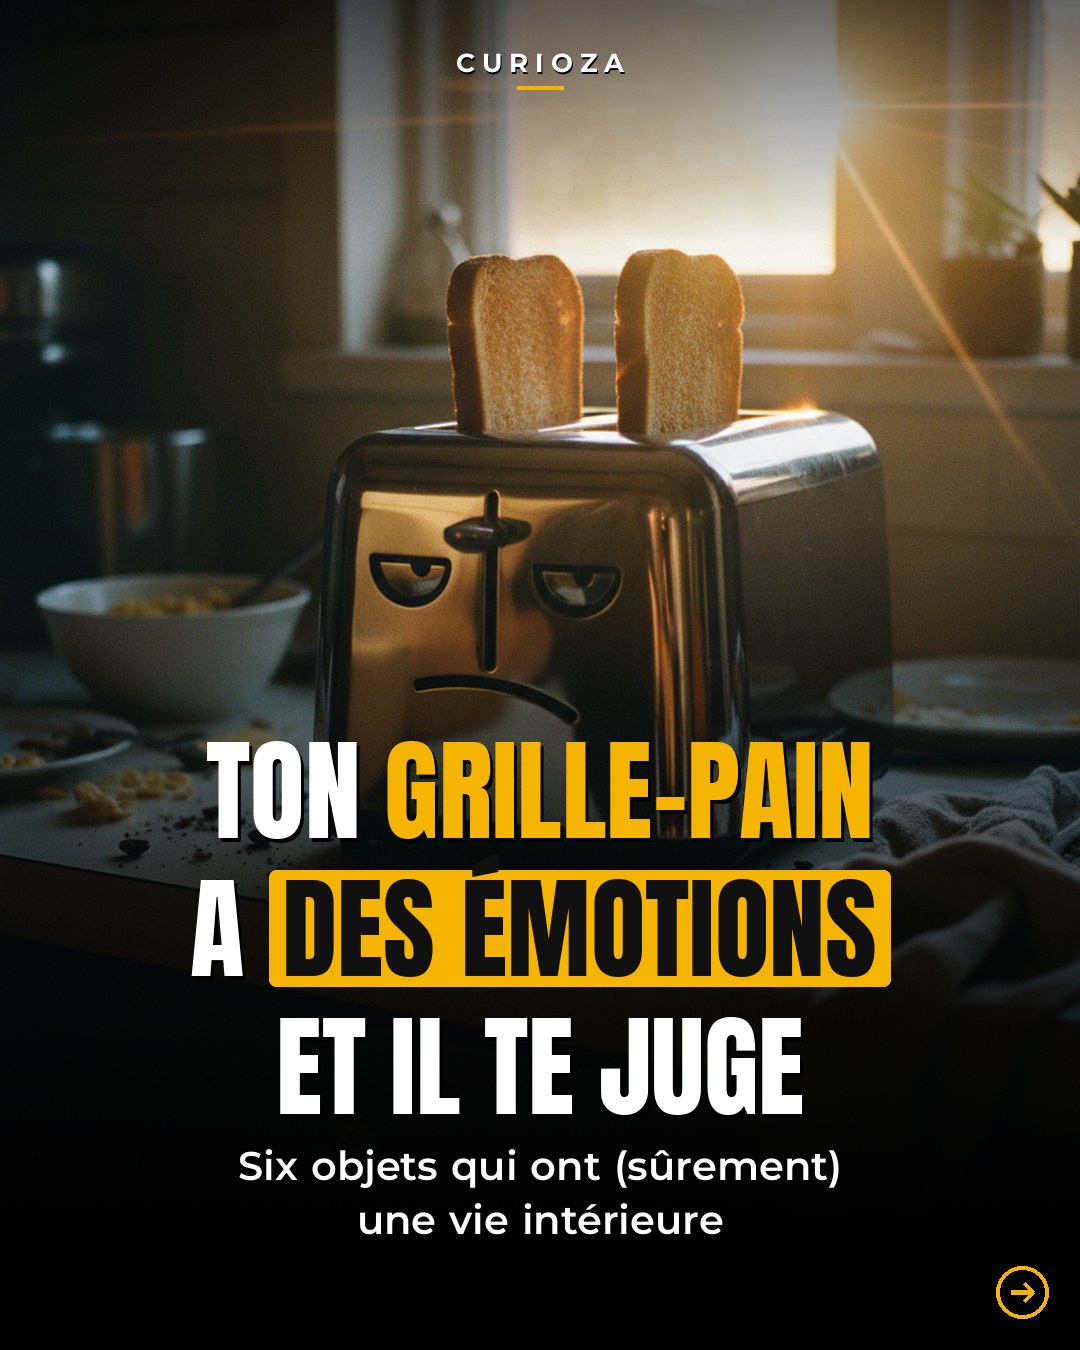 CURIOZA
TON GRILLE-PAIN
A DES ÉMOTIONS
ET IL TE JUGE
Six objets qui ont (sûrement)
une vie intérieure